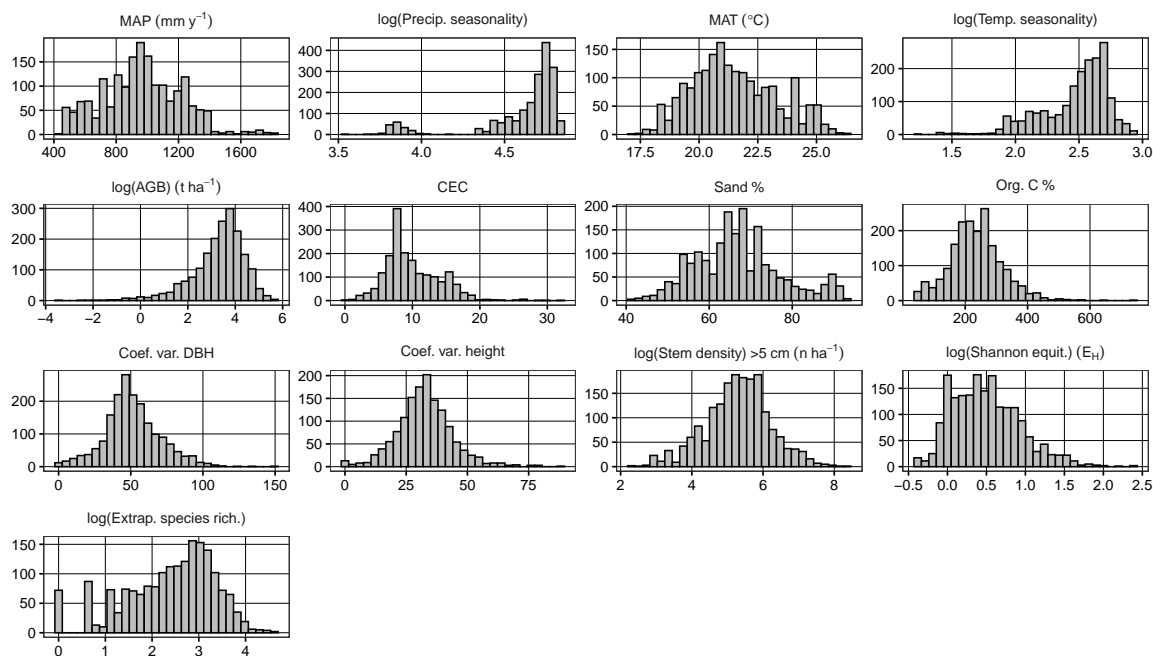 MAP (mm y⁻¹)
log(Precip. seasonality)
MAT (°C)
log(Temp. seasonality)
150
100
50
0
400 800 1200 1600
400
300
200
100
0
3.5 4.0 4.5
150
100
50
0
17.5 20.0 22.5 25.0
200
100
0
1.5 2.0 2.5 3.0
log(AGB) (t ha⁻¹)
CEC
Sand %
Org. C %
300
200
100
0
−4 −2 0 2 4 6
400
300
200
100
0
0 10 20 30
200
150
100
50
0
40 60 80
200
100
0
200 400 600
Coef. var. DBH
Coef. var. height
log(Stem density) >5 cm (n ha⁻¹)
log(Shannon equit.) (E_H)
200
100
0
0 50 100 150
200
150
100
50
0
0 25 50 75
150
100
50
0
2 4 6 8
150
100
50
0
−0.5 0.0 0.5 1.0 1.5 2.0 2.5
log(Extrap. species rich.)
150
100
50
0
0 1 2 3 4